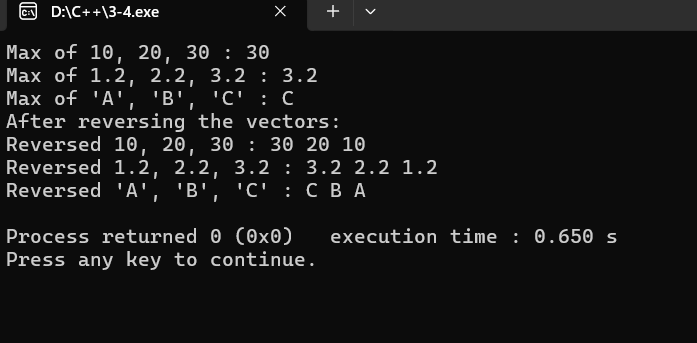 D:\C++\3-4.exe
Max of 10, 20, 30 : 30
Max of 1.2, 2.2, 3.2 : 3.2
Max of 'A', 'B', 'C' : C
After reversing the vectors:
Reversed 10, 20, 30 : 30 20 10
Reversed 1.2, 2.2, 3.2 : 3.2 2.2 1.2
Reversed 'A', 'B', 'C' : C B A
Process returned 0 (0x0)   execution time : 0.650 s
Press any key to continue.